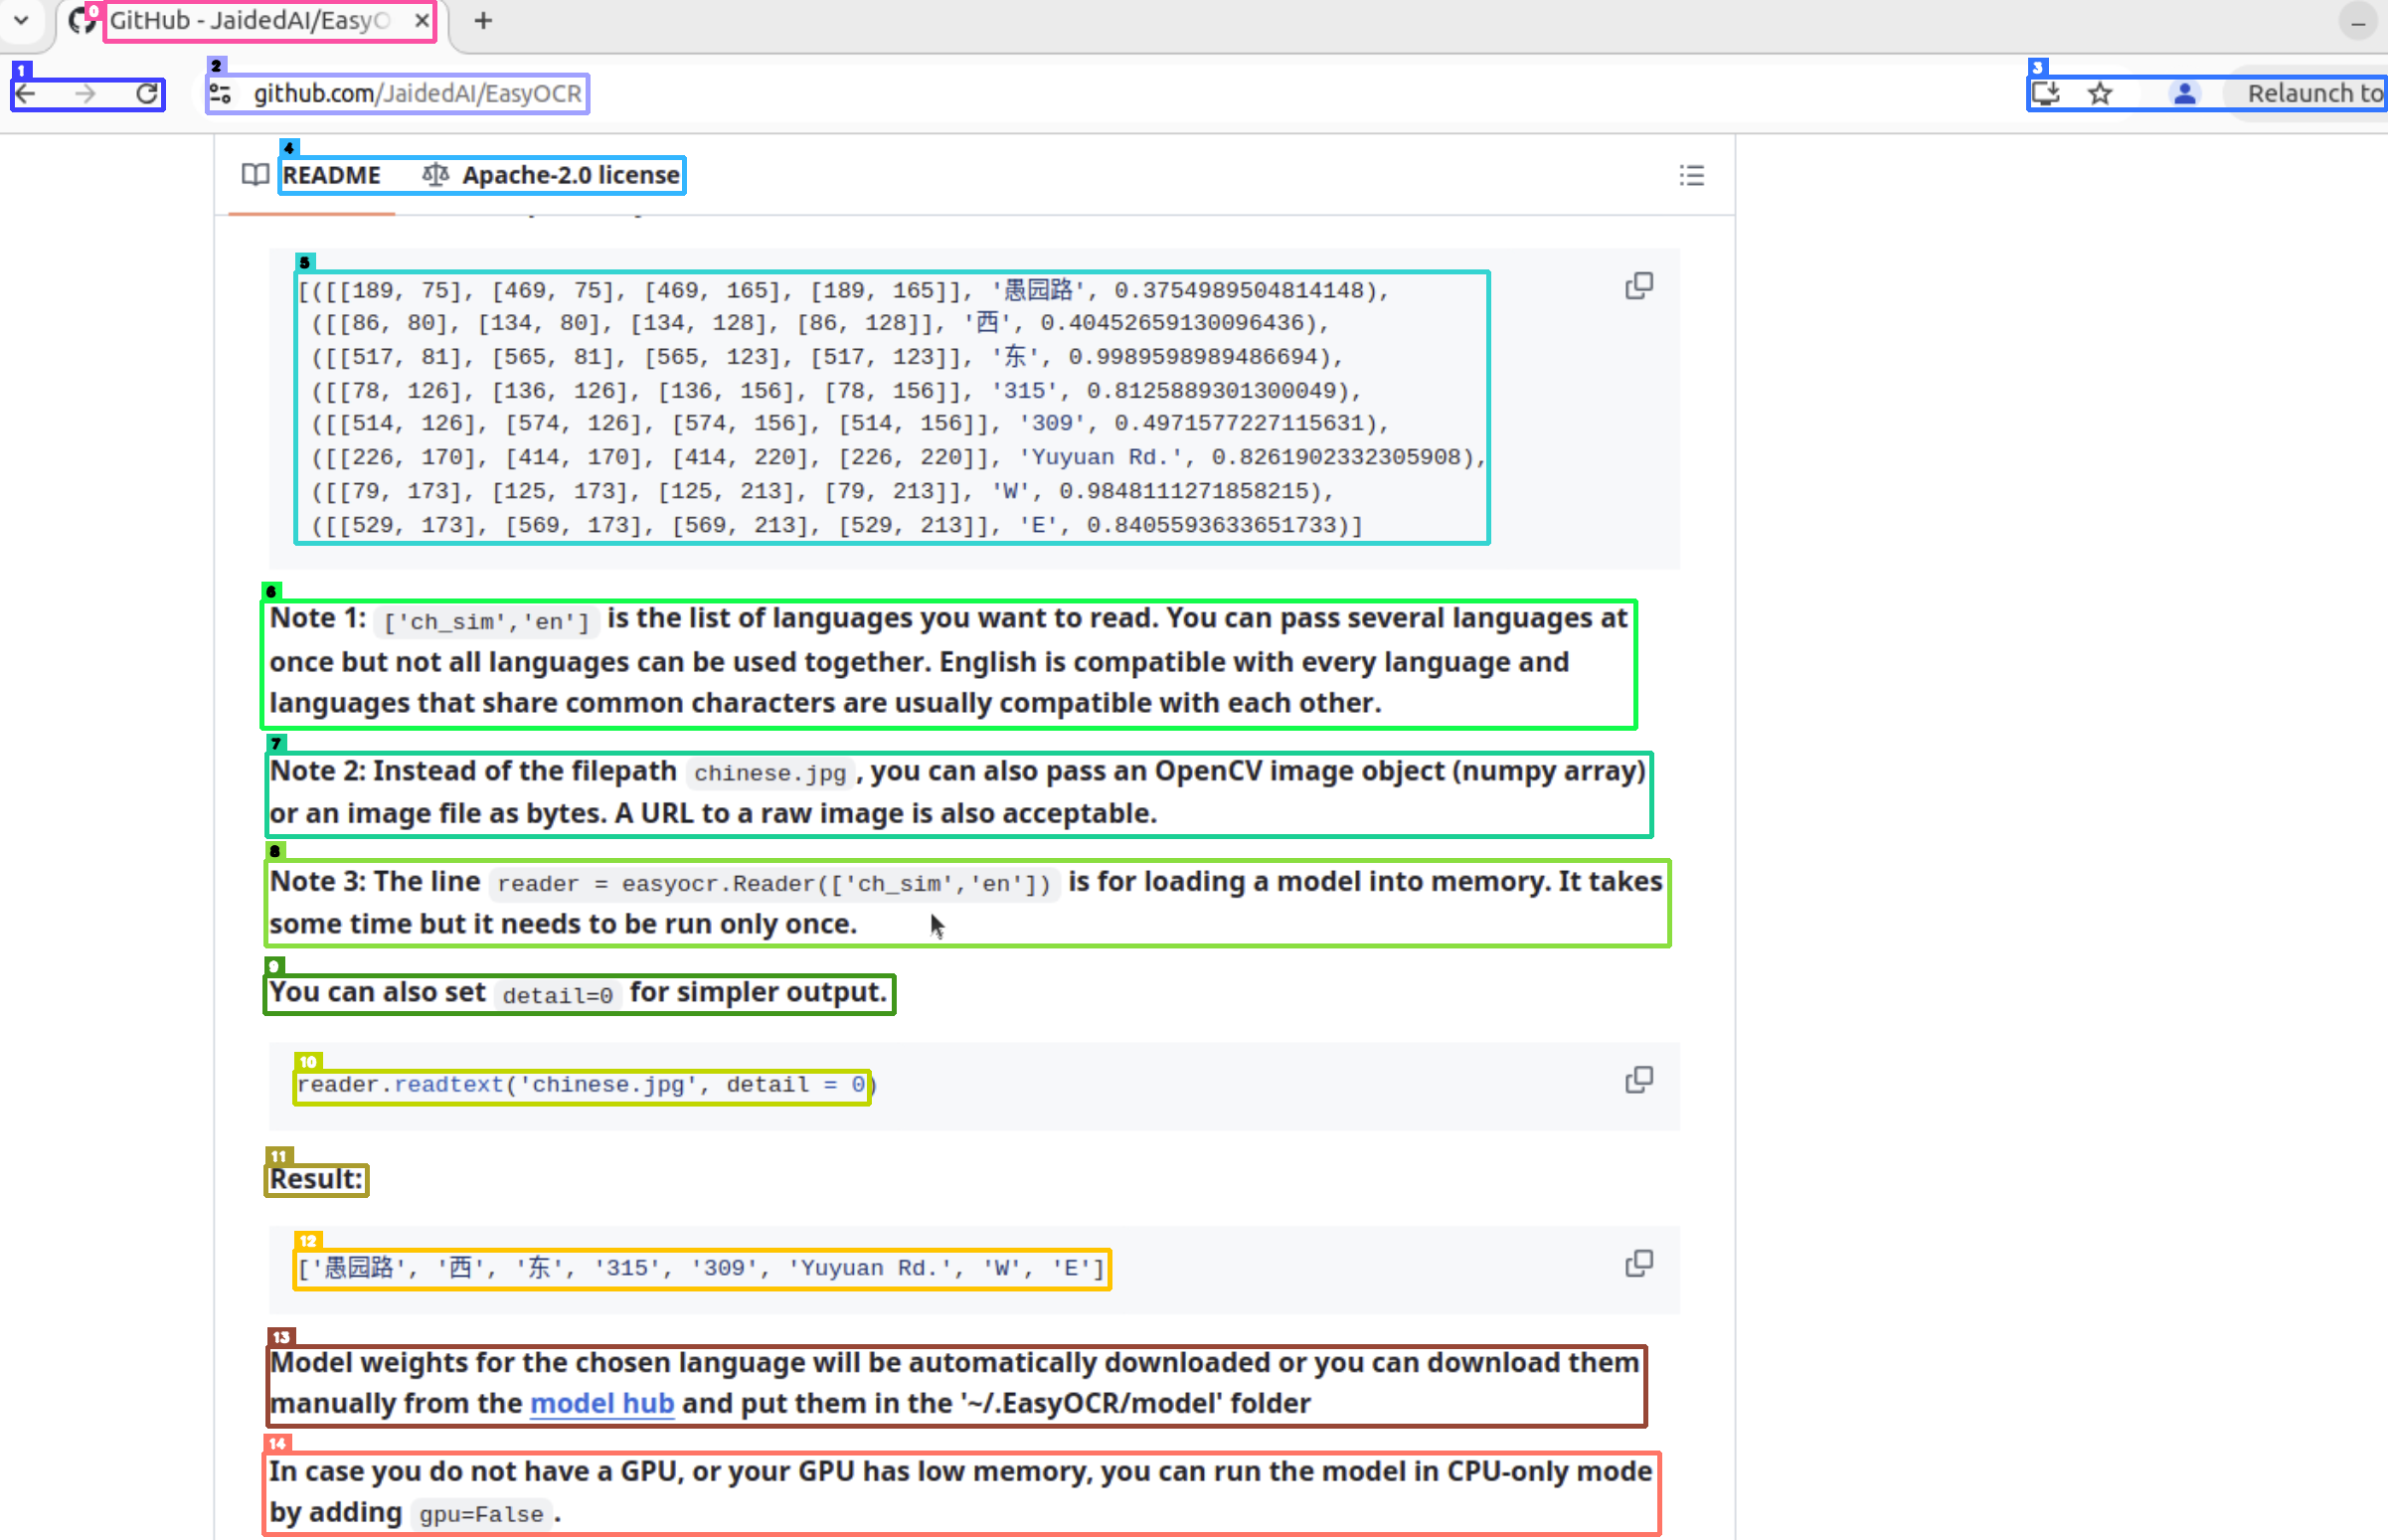 GitHub - JaidedAI/EasyO
github.com/JaidedAI/EasyOCR
Relaunch to
README Apache-2.0 license
[([[189, 75], [469, 75], [469, 165], [189, 165]], '愚园路', 0.3754989504814148),
([[86, 80], [134, 80], [134, 128], [86, 128]], '西', 0.40452659130096436),
([[517, 81], [565, 81], [565, 123], [517, 123]], '东', 0.9989598989486694),
([[78, 126], [136, 126], [136, 156], [78, 156]], '315', 0.8125889301300049),
([[514, 126], [574, 126], [574, 156], [514, 156]], '309', 0.4971577227115631),
([[226, 170], [414, 170], [414, 220], [226, 220]], 'Yuyuan Rd.', 0.8261902332305908),
([[79, 173], [125, 173], [125, 213], [79, 213]], 'W', 0.9848111271858215),
([[529, 173], [569, 173], [569, 213], [529, 213]], 'E', 0.8405593633651733)]
Note 1: ['ch_sim','en'] is the list of languages you want to read. You can pass several languages at
once but not all languages can be used together. English is compatible with every language and
languages that share common characters are usually compatible with each other.
Note 2: Instead of the filepath chinese.jpg, you can also pass an OpenCV image object (numpy array)
or an image file as bytes. A URL to a raw image is also acceptable.
Note 3: The line reader = easyocr.Reader(['ch_sim','en']) is for loading a model into memory. It takes
some time but it needs to be run only once.
You can also set detail=0 for simpler output.
reader.readtext('chinese.jpg', detail = 0)
Result:
['愚园路', '西', '东', '315', '309', 'Yuyuan Rd.', 'W', 'E']
Model weights for the chosen language will be automatically downloaded or you can download them
manually from the model hub and put them in the '~/.EasyOCR/model' folder
In case you do not have a GPU, or your GPU has low memory, you can run the model in CPU-only mode
by adding gpu=False.
0
1
2
3
4
5
6
7
8
9
10
11
12
13
14